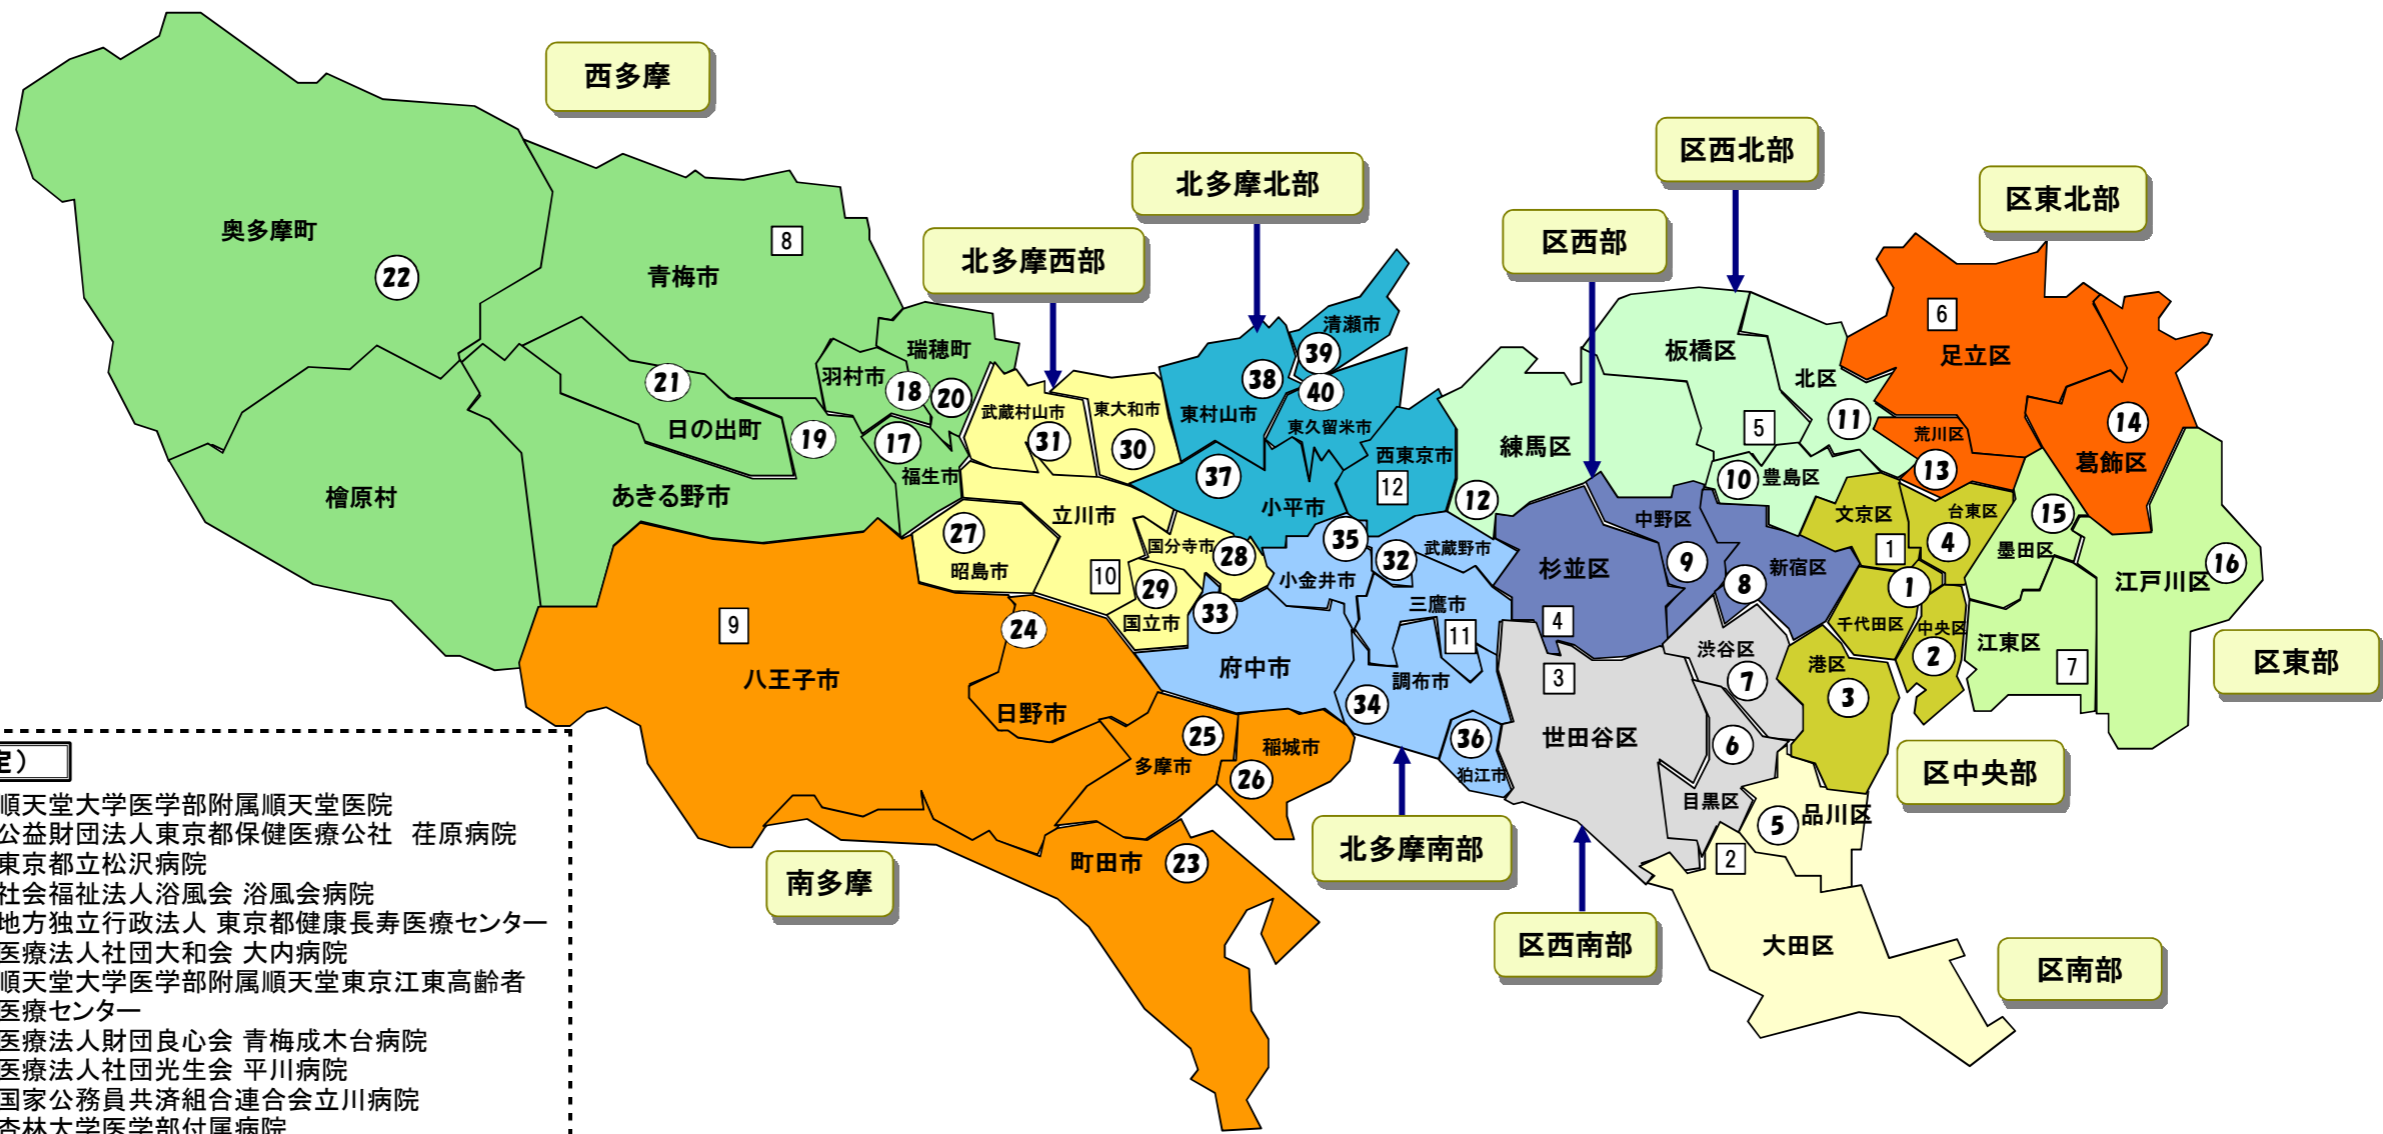 西多摩
区西北部
北多摩北部
区東北部
区西部
北多摩西部
奥多摩町
22
8
青梅市
瑞穂町
羽村市
18
20
21
日の出町
19
17
福生市
檜原村
あきる野市
武蔵村山市
31
東大和市
30
38
東村山市
清瀬市
39
40
東久留米市
37
小平市
西東京市
12
練馬区
12
板橋区
5
北区
11
10
豊島区
6
足立区
荒川区
13
14
葛飾区
15
墨田区
16
江戸川区
江東区
7
区東部
文京区
1
台東区
4
1
千代田区
中央区
2
港区
3
区中央部
中野区
9
新宿区
8
杉並区
4
渋谷区
7
3
世田谷区
6
目黒区
5
品川区
2
大田区
区南部
区西南部
立川市
10
27
昭島市
国分寺市
28
29
国立市
35
小金井市
32
武蔵野市
33
府中市
三鷹市
11
34
調布市
36
狛江市
北多摩南部
9
八王子市
24
日野市
25
多摩市
稲城市
26
町田市
23
南多摩
定）
順天堂大学医学部附属順天堂医院
公益財団法人東京都保健医療公社　荏原病院
東京都立松沢病院
社会福祉法人浴風会 浴風会病院
地方独立行政法人 東京都健康長寿医療センター
医療法人社団大和会 大内病院
順天堂大学医学部附属順天堂東京江東高齢者
医療センター
医療法人財団良心会 青梅成木台病院
医療法人社団光生会 平川病院
国家公務員共済組合連合会立川病院
杏林大学医学部付属病院